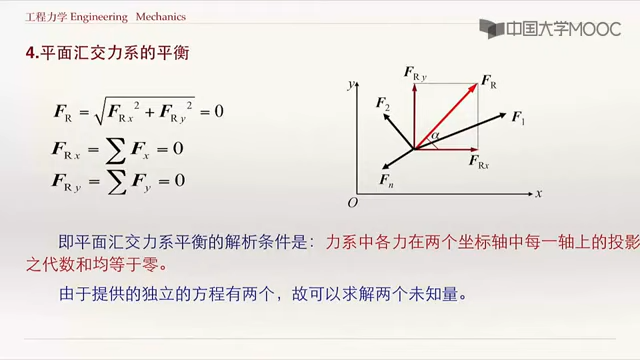 工程力学 Engineering Mechanics
中国大学MOOC
4.平面汇交力系的平衡
F_R = √(F_Rx² + F_Ry²) = 0
F_Rx = ∑ F_x = 0
F_Ry = ∑ F_y = 0
y
F_Ry
F_R
F_2
F_1
α
F_Rx
F_n
O
x
即平面汇交力系平衡的解析条件是：力系中各力在两个坐标轴中每一轴上的投影
之代数和均等于零。
由于提供的独立的方程有两个，故可以求解两个未知量。